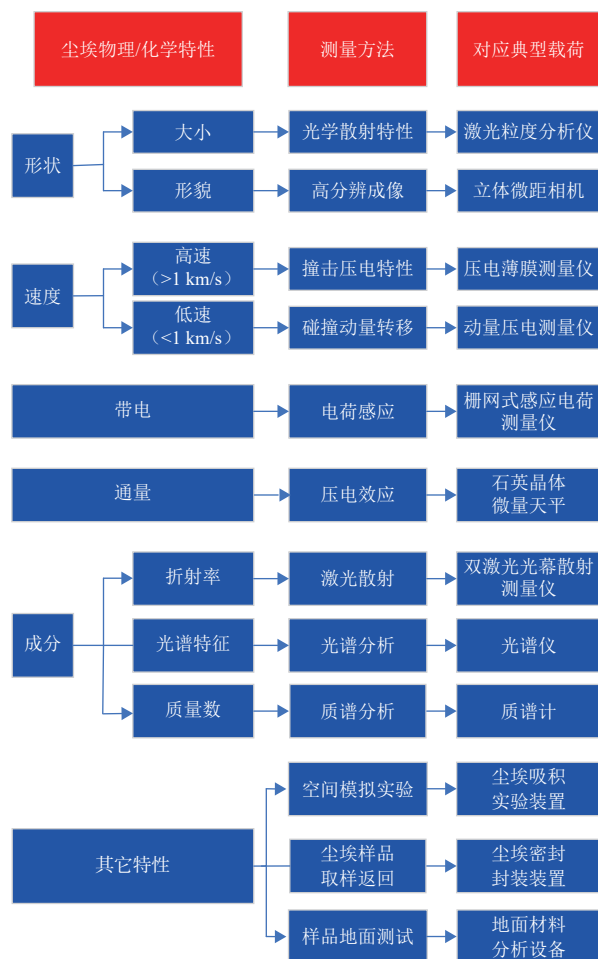 尘埃物理/化学特性
测量方法
对应典型载荷
形状
大小
光学散射特性
激光粒度分析仪
形貌
高分辨成像
立体微距相机
速度
高速
（>1 km/s）
撞击压电特性
压电薄膜测量仪
低速
（<1 km/s）
碰撞动量转移
动量压电测量仪
带电
电荷感应
栅网式感应电荷
测量仪
通量
压电效应
石英晶体
微量天平
成分
折射率
激光散射
双激光光幕散射
测量仪
光谱特征
光谱分析
光谱仪
质量数
质谱分析
质谱计
其它特性
空间模拟实验
尘埃吸积
实验装置
尘埃样品
取样返回
尘埃密封
封装装置
样品地面测试
地面材料
分析设备